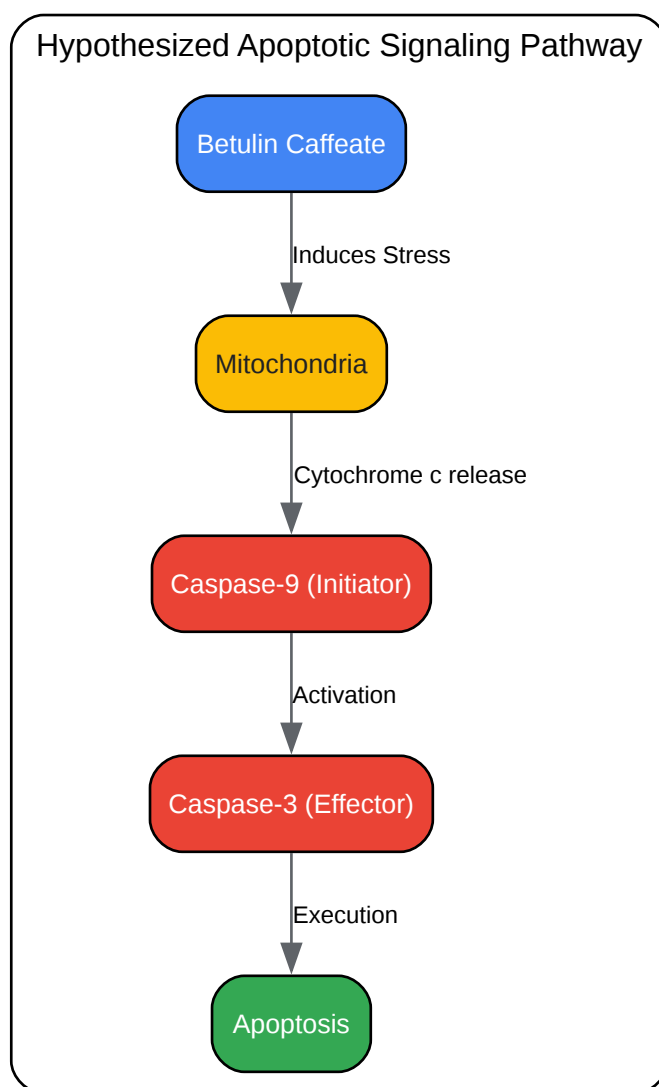 Hypothesized Apoptotic Signaling Pathway
Betulin Caffeate
Induces Stress
Mitochondria
Cytochrome c release
Caspase-9 (Initiator)
Activation
Caspase-3 (Effector)
Execution
Apoptosis